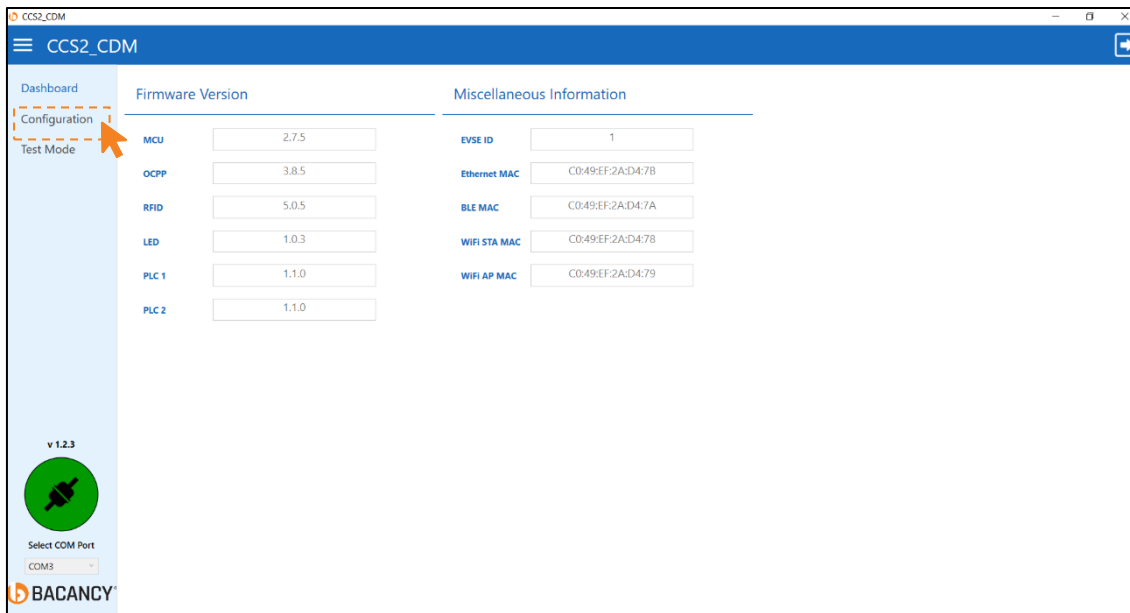 CCS2_CDM
CCS2_CDM
Dashboard
Configuration
Test Mode
Firmware Version
MCU 2.7.5
OCPP 3.8.5
RFID 5.0.5
LED 1.0.3
PLC 1 1.1.0
PLC 2 1.1.0
Miscellaneous Information
EVSE ID 1
Ethernet MAC C0:49:EF:2A:D4:7B
BLE MAC C0:49:EF:2A:D4:7A
WiFi STA MAC C0:49:EF:2A:D4:78
WiFi AP MAC C0:49:EF:2A:D4:79
v 1.2.3
Select COM Port
COM3
BACANCY